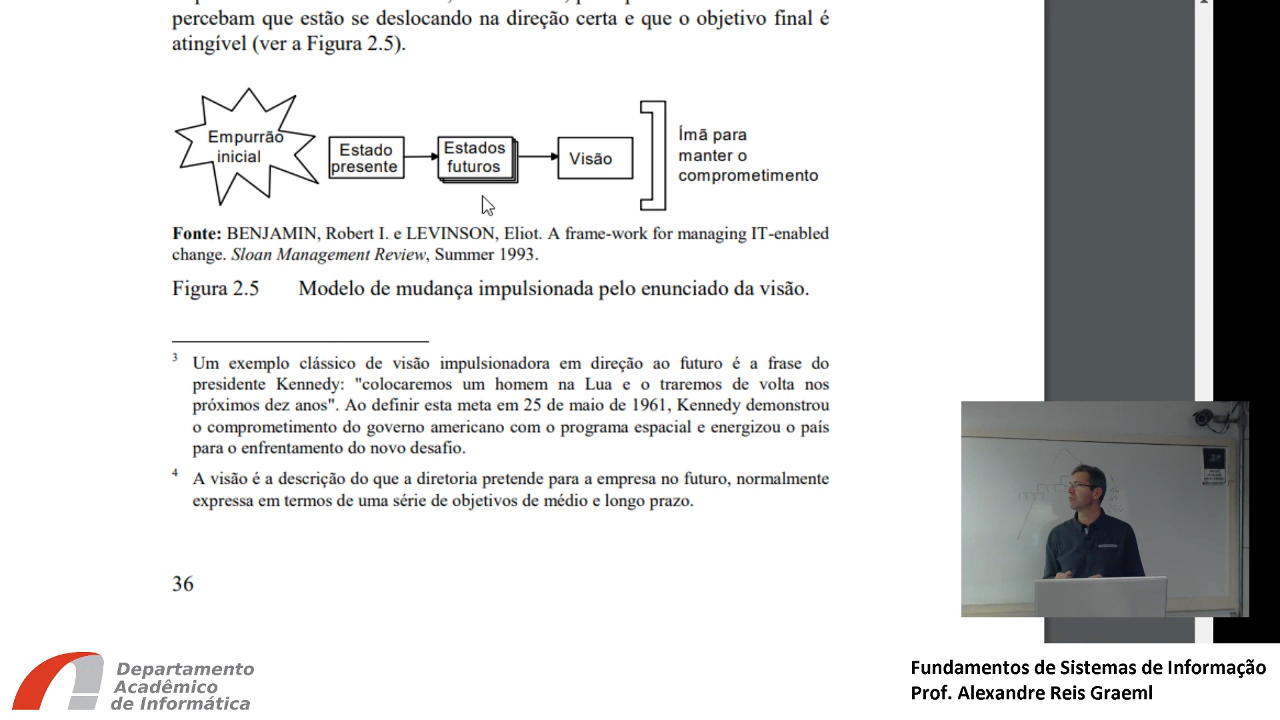 percebam que estão se deslocando na direção certa e que o objetivo final é
atingível (ver a Figura 2.5).
Empurrão
inicial
Estado
presente
Estados
futuros
Visão
Ímã para
manter o
comprometimento
Fonte: BENJAMIN, Robert I. e LEVINSON, Eliot. A frame-work for managing IT-enabled
change. Sloan Management Review, Summer 1993.
Figura 2.5 Modelo de mudança impulsionada pelo enunciado da visão.
3 Um exemplo clássico de visão impulsionadora em direção ao futuro é a frase do
presidente Kennedy: "colocaremos um homem na Lua e o traremos de volta nos
próximos dez anos". Ao definir esta meta em 25 de maio de 1961, Kennedy demonstrou
o comprometimento do governo americano com o programa espacial e energizou o país
para o enfrentamento do novo desafio.
4 A visão é a descrição do que a diretoria pretende para a empresa no futuro, normalmente
expressa em termos de uma série de objetivos de médio e longo prazo.
36
Departamento
Acadêmico
de Informática
Fundamentos de Sistemas de Informação
Prof. Alexandre Reis Graeml